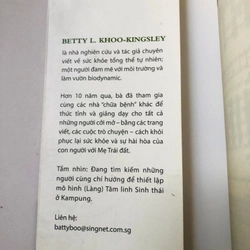 BETTY L. KHOO-KINGSLEY
là nhà nghiên cứu và tác giả chuyên
viết về sức khỏe tổng thể tự nhiên;
một người đam mê với môi trường và
làm vườn biodynamic.
Hơn 10 năm qua, bà đã tham gia
cùng các nhà "chữa bệnh" khác để
thức tỉnh và giảng dạy cho tất cả
những người cởi mở – bằng các trang
viết, các cuộc trò chuyện – cách khôi
phục lại sức khỏe và sự hài hòa của
con người với Mẹ Trái đất.
Tầm nhìn: Đang tìm kiếm những
người cùng chí hướng để thiết lập
mô hình (Làng) Tâm linh Sinh thái
ở Kampung.
Liên hệ:
battyboo@singnet.com.sg